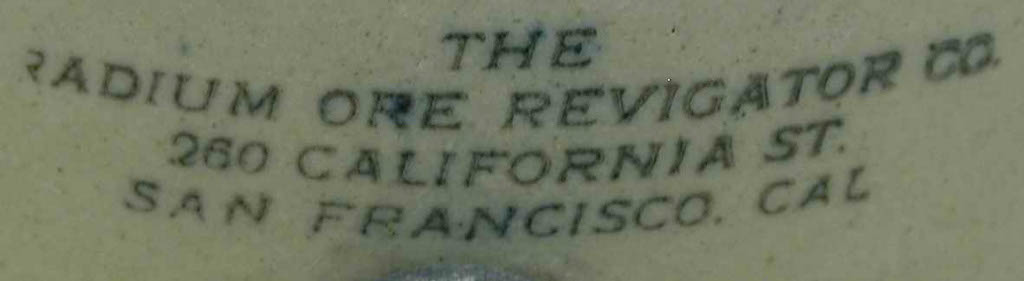 THE
RADIUM ORE REVIGATOR CO.
260 CALIFORNIA ST.
SAN FRANCISCO. CAL